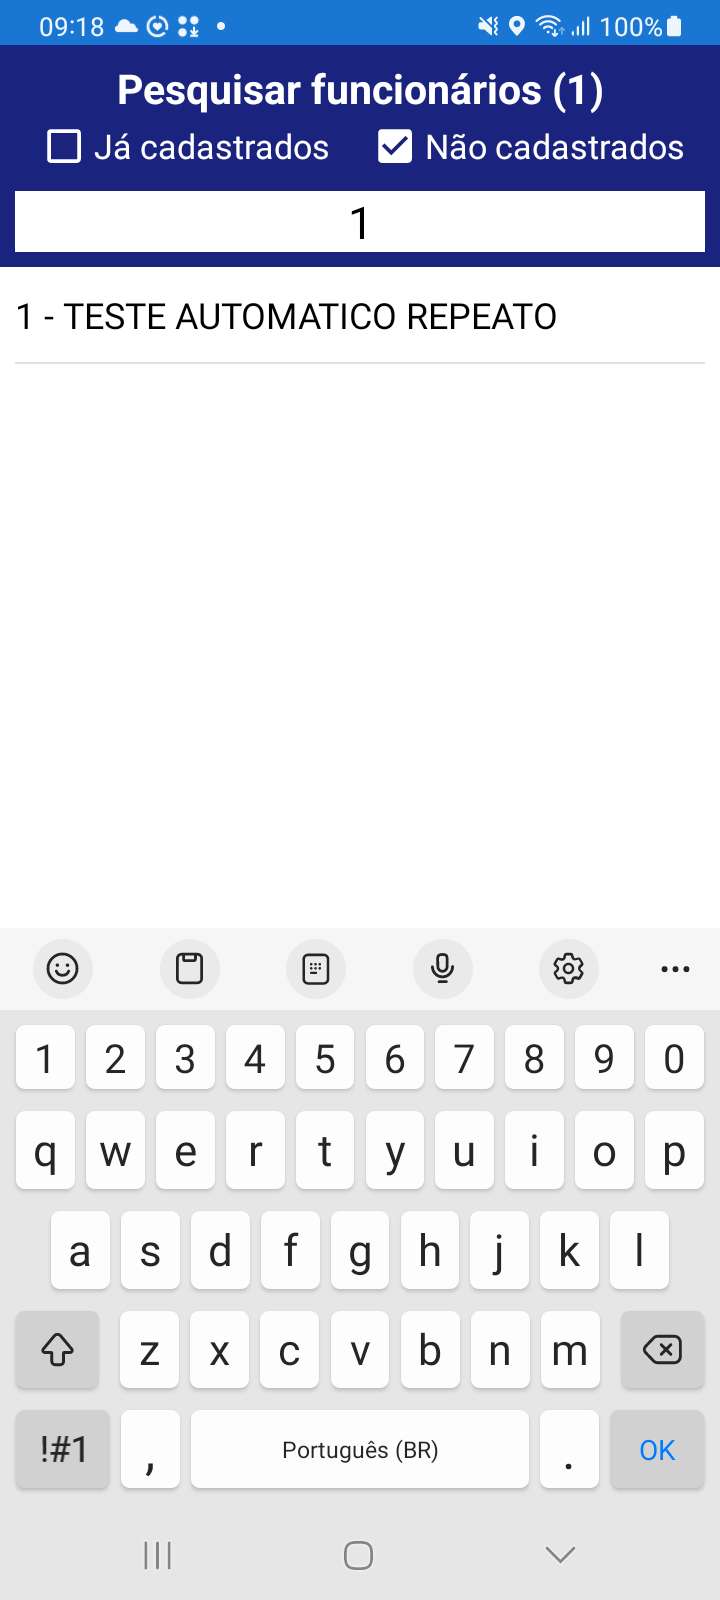 09:18 100%
Pesquisar funcionários (1)
Já cadastrados Não cadastrados
1
1 - TESTE AUTOMATICO REPEATO
1 2 3 4 5 6 7 8 9 0
q w e r t y u i o p
a s d f g h j k l
z x c v b n m
!#1 , Português (BR) . OK